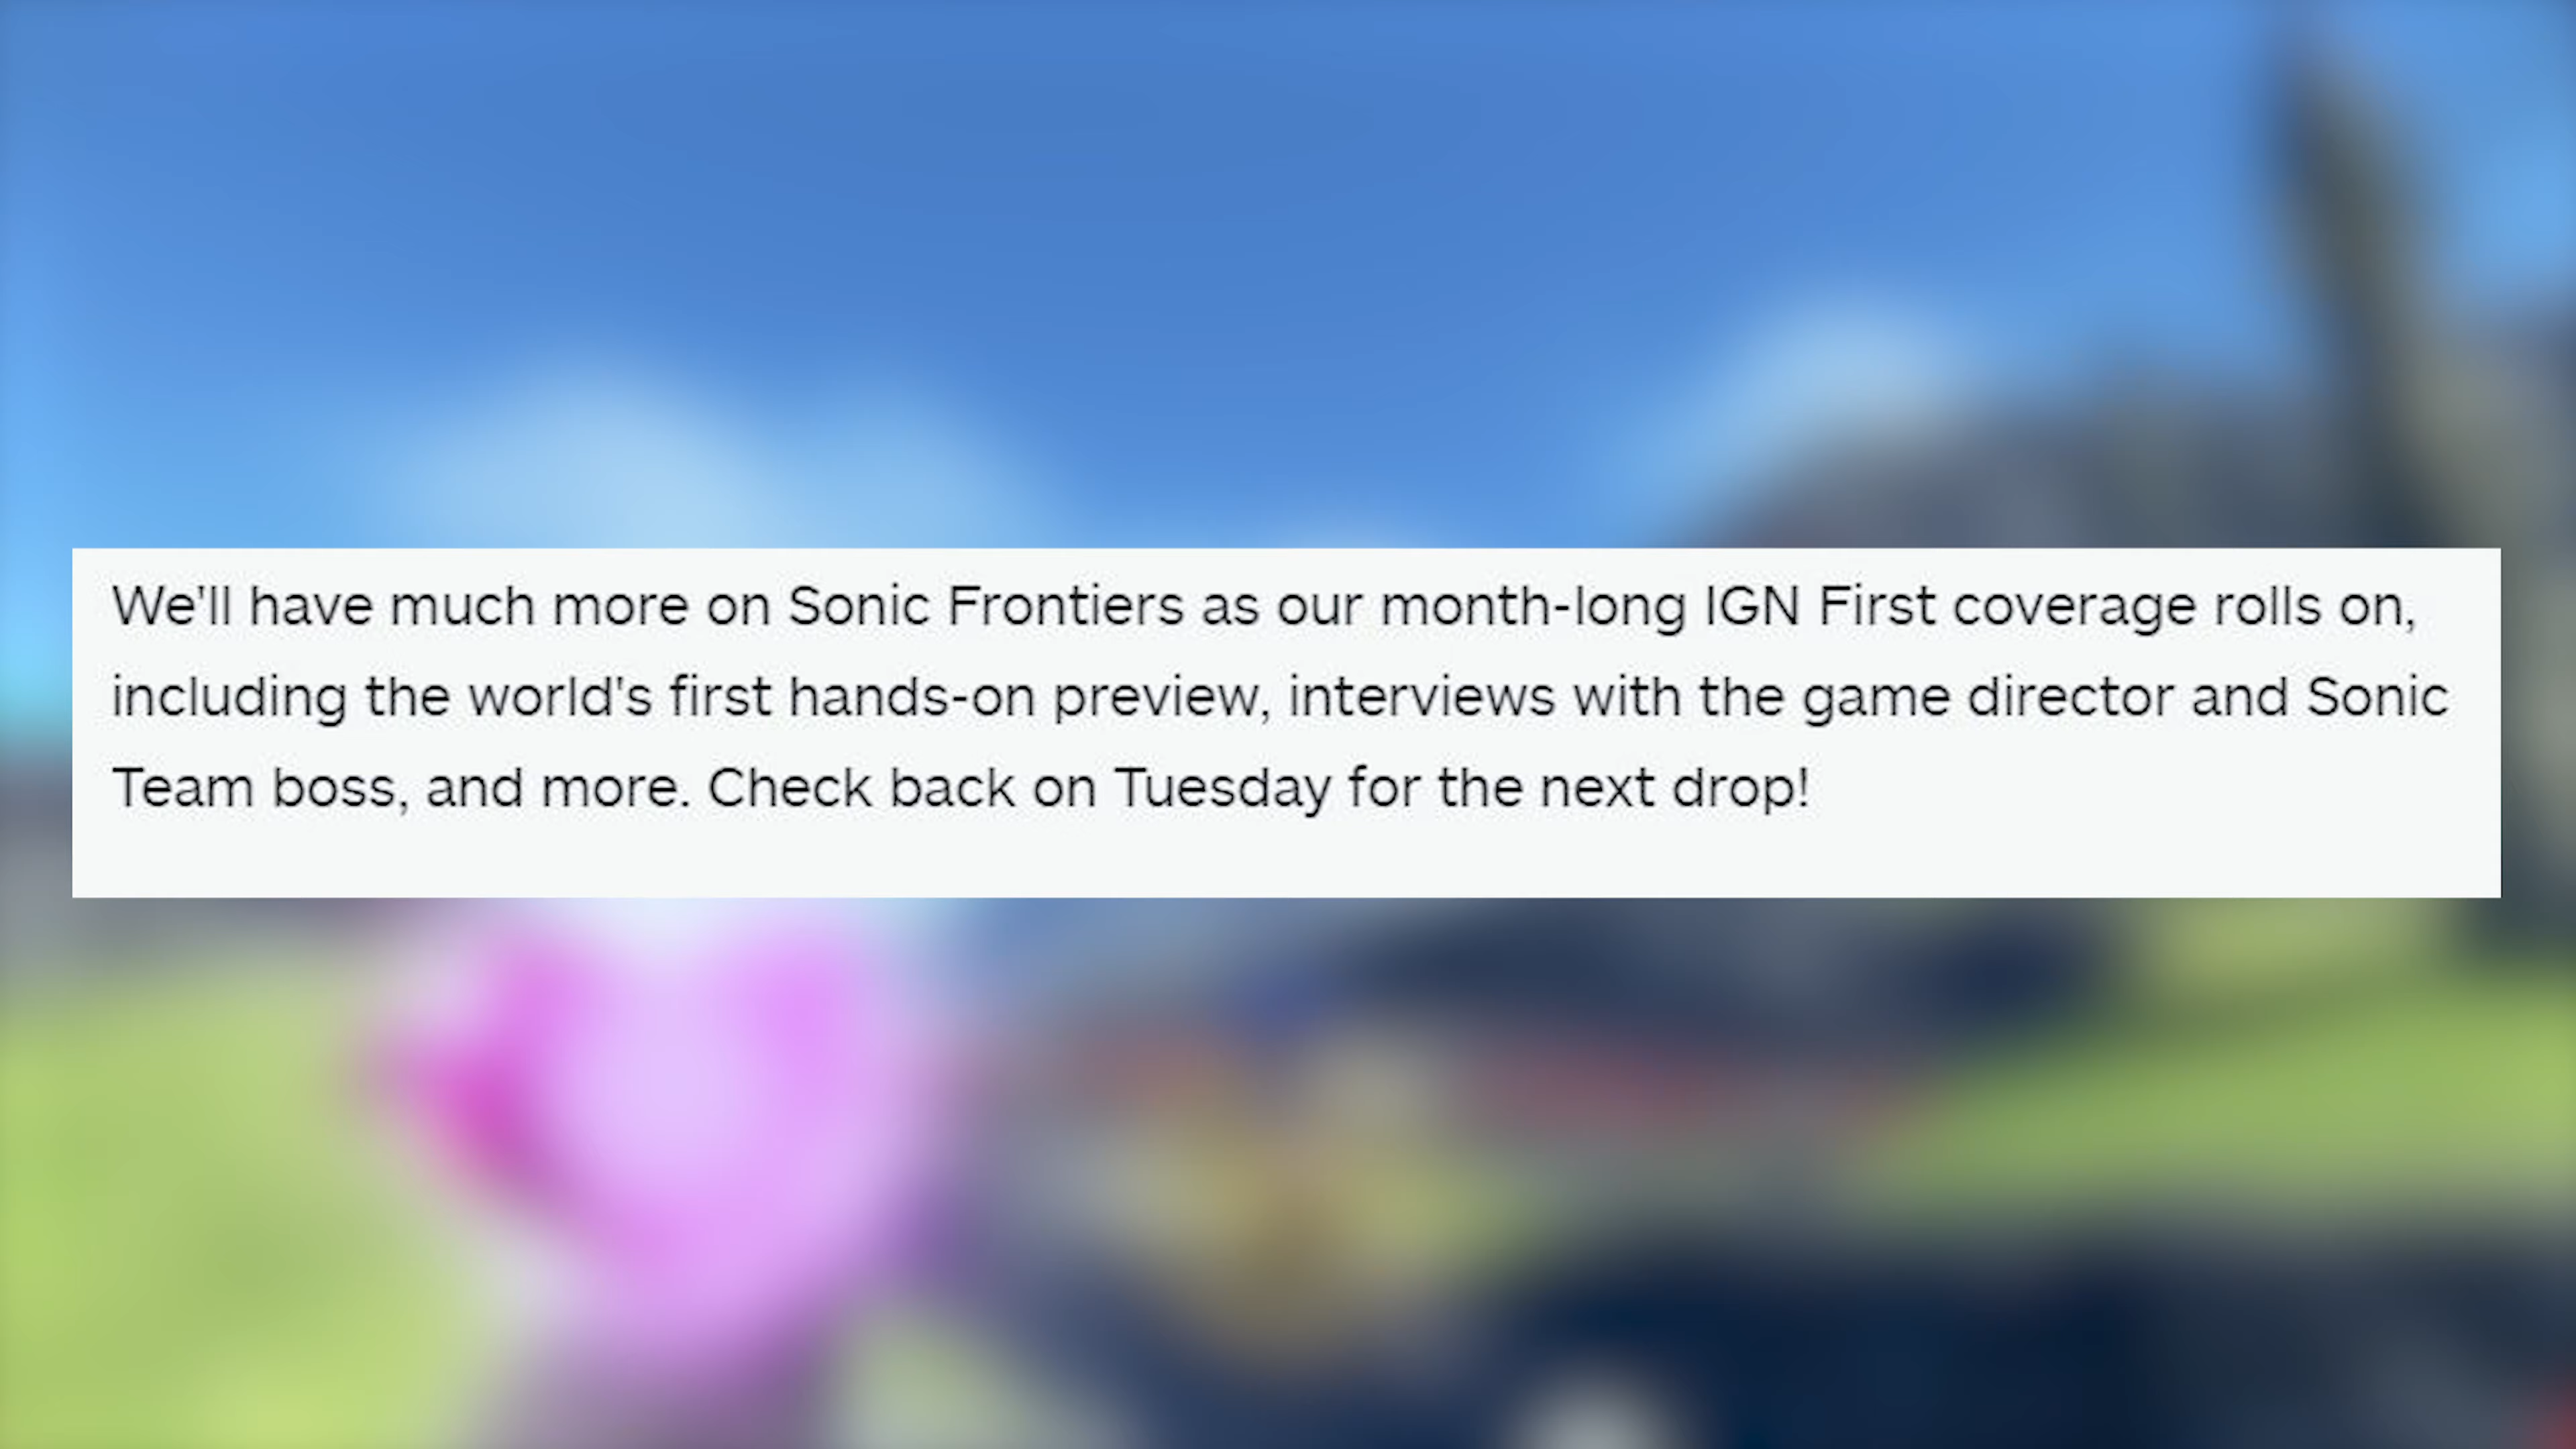 We'll have much more on Sonic Frontiers as our month-long IGN First coverage rolls on,
including the world's first hands-on preview, interviews with the game director and Sonic
Team boss, and more. Check back on Tuesday for the next drop!